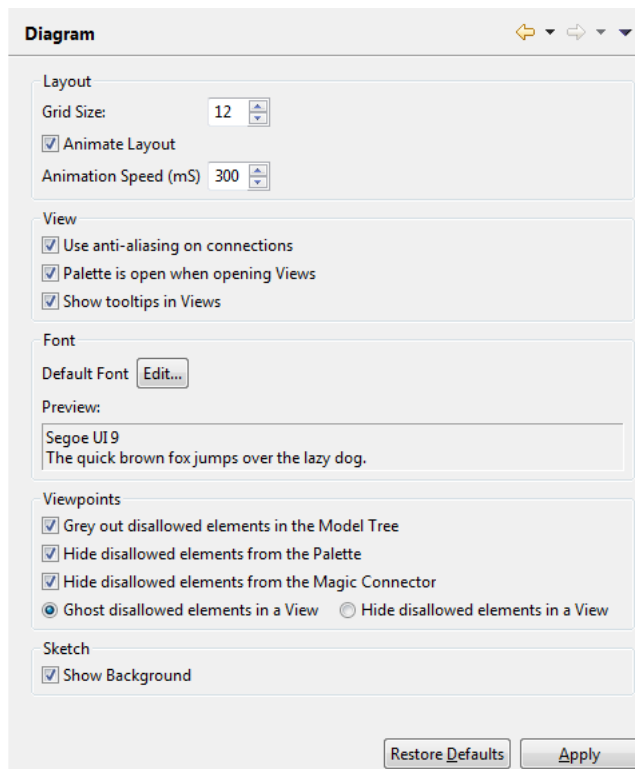 Diagram
Layout
Grid Size: 12
Animate Layout
Animation Speed (mS) 300
View
Use anti-aliasing on connections
Palette is open when opening Views
Show tooltips in Views
Font
Default Font Edit...
Preview:
Segoe UI 9
The quick brown fox jumps over the lazy dog.
Viewpoints
Grey out disallowed elements in the Model Tree
Hide disallowed elements from the Palette
Hide disallowed elements from the Magic Connector
Ghost disallowed elements in a View Hide disallowed elements in a View
Sketch
Show Background
Restore Defaults Apply